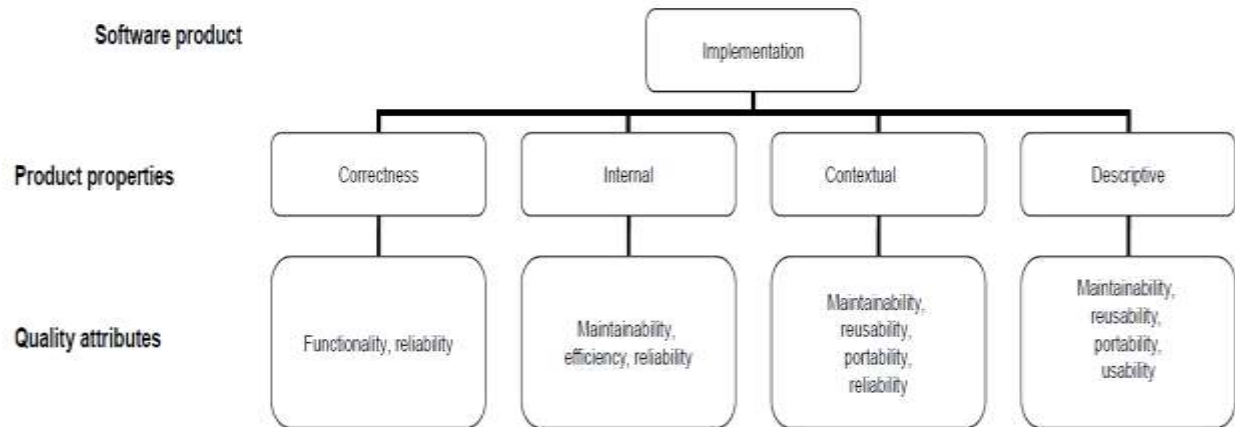 Software product
Implementation
Product properties
Correctness
Internal
Contextual
Descriptive
Quality attributes
Functionality, reliability
Maintainability,
efficiency, reliability
Maintainability,
reusability,
portability,
reliability
Maintainability,
reusability,
portability,
usability